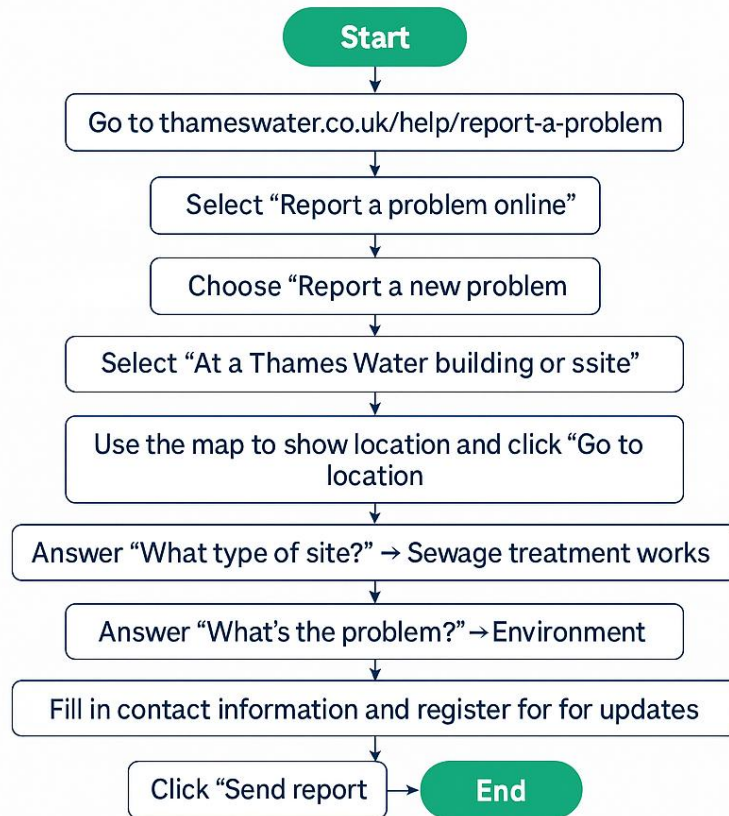 Start
Go to thameswater.co.uk/help/report-a-problem
Select “Report a problem online”
Choose “Report a new problem
Select “At a Thames Water building or ssite”
Use the map to show location and click “Go to
location
Answer “What type of site?” → Sewage treatment works
Answer “What’s the problem?”→Environment
Fill in contact information and register for for updates
Click “Send report
End